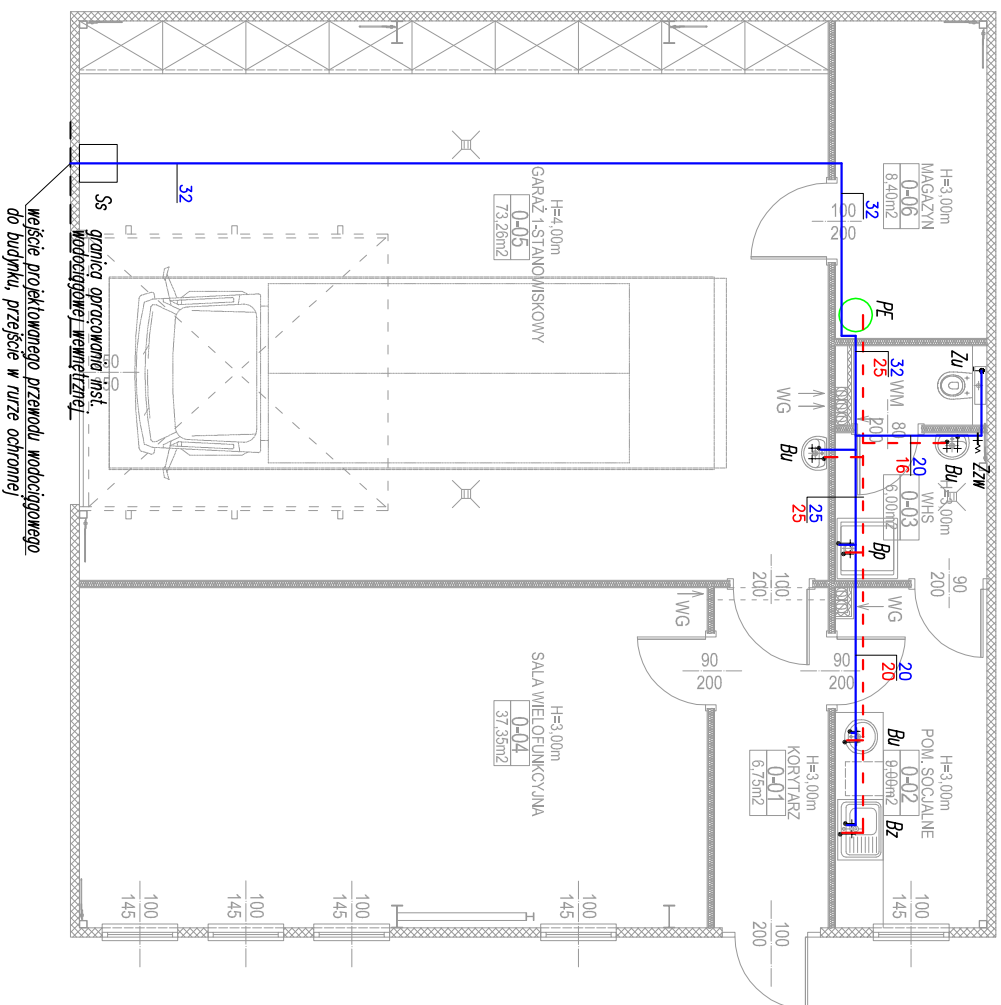 H=3,00m
MAGAZYN
0-06
8,40m2
100
200
32
PE
32
25
WM
80
200
Zu
Zzw
Bu
20
16
H=3,00m
WHS
0-03
6,00m2
Bp
90
200
WG
Bu
25
25
WG
H=4,00m
GARAŻ 1-STANOWISKOWY
0-05
73,26m2
32
Ss
granica opracowania inst.
wodociągowej wewnętrznej
wejście projektowanego przewodu wodociągowego
do budynku, przejście w rurze ochronnej
100
200
WG
90
200
90
200
20
20
H=3,00m
SALA WIELOFUNKCYJNA
0-04
37,35m2
H=3,00m
KORYTARZ
0-01
6,75m2
H=3,00m
POM. SOCJALNE
0-02
9,00m2
Bu
Bz
100
145
100
145
100
145
100
145
100
200
100
145